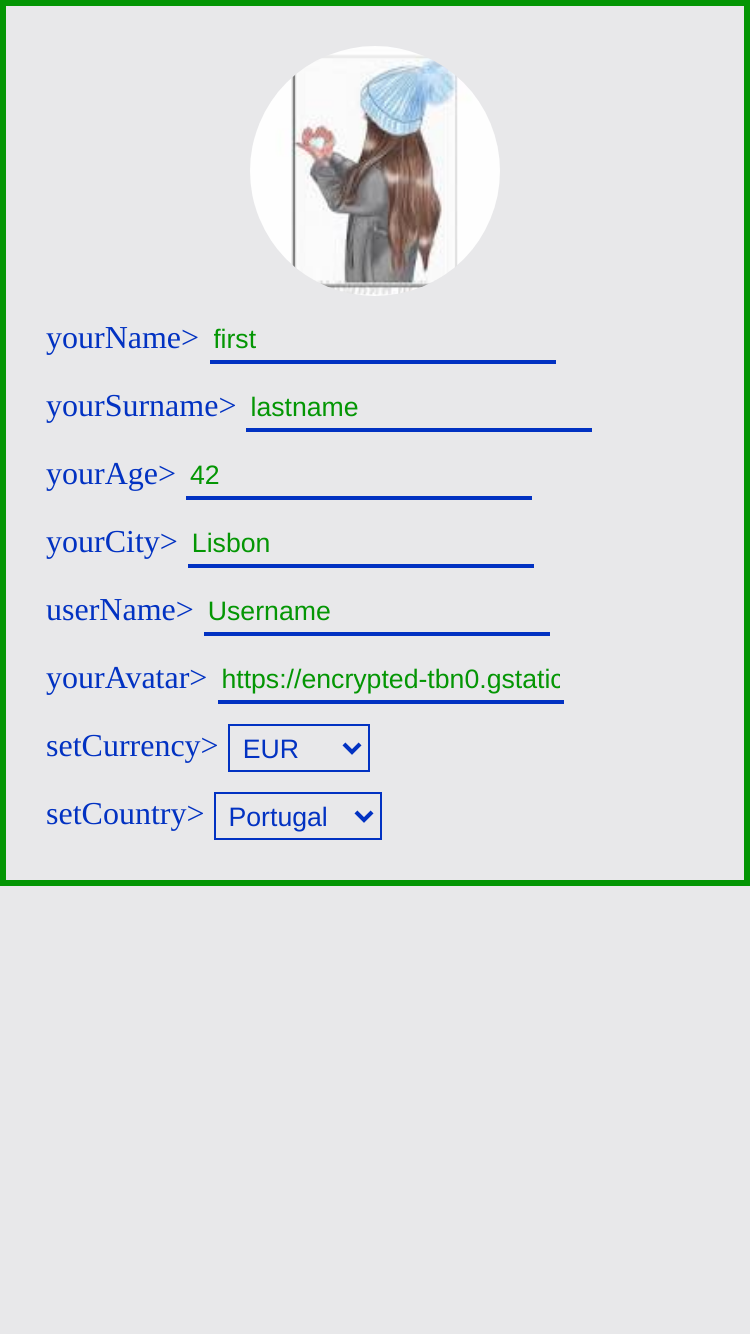 yourName> first
yourSurname> lastname
yourAge> 42
yourCity> Lisbon
userName> Username
yourAvatar> https://encrypted-tbn0.gstatic
setCurrency> EUR
setCountry> Portugal